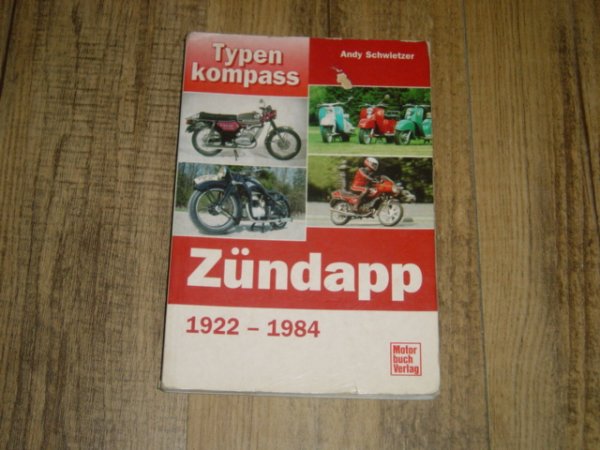 Typen
kompass
Andy Schwietzer
Zündapp
1922 – 1984
Motor
buch
Verlag